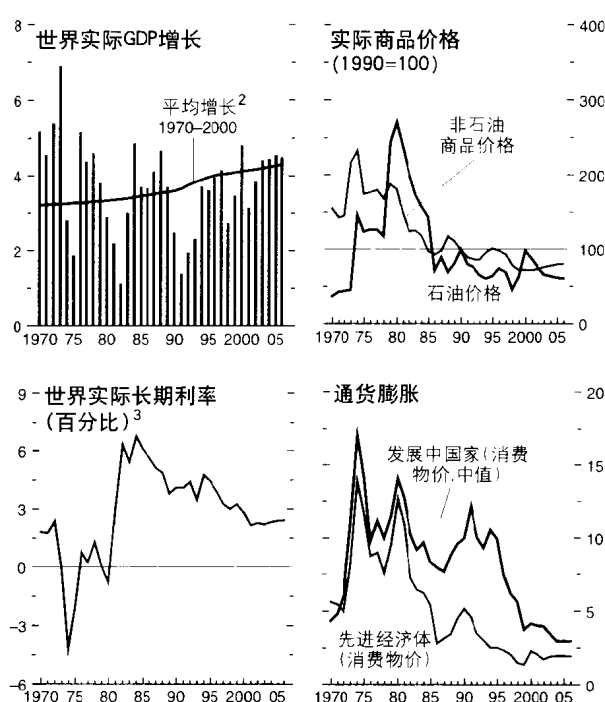 世界实际GDP增长
平均增长2
1970–2000
8
6
4
2
0
1970 75 80 85 90 95 2000 05
实际商品价格
(1990=100)
非石油
商品价格
石油价格
400
300
200
100
0
1970 75 80 85 90 95 2000 05
世界实际长期利率
(百分比)3
9
6
3
0
-3
-6
1970 75 80 85 90 95 2000 05
通货膨胀
发展中国家(消费
物价,中值)
先进经济体
(消费物价)
20
15
10
5
0
1970 75 80 85 90 95 2000 05